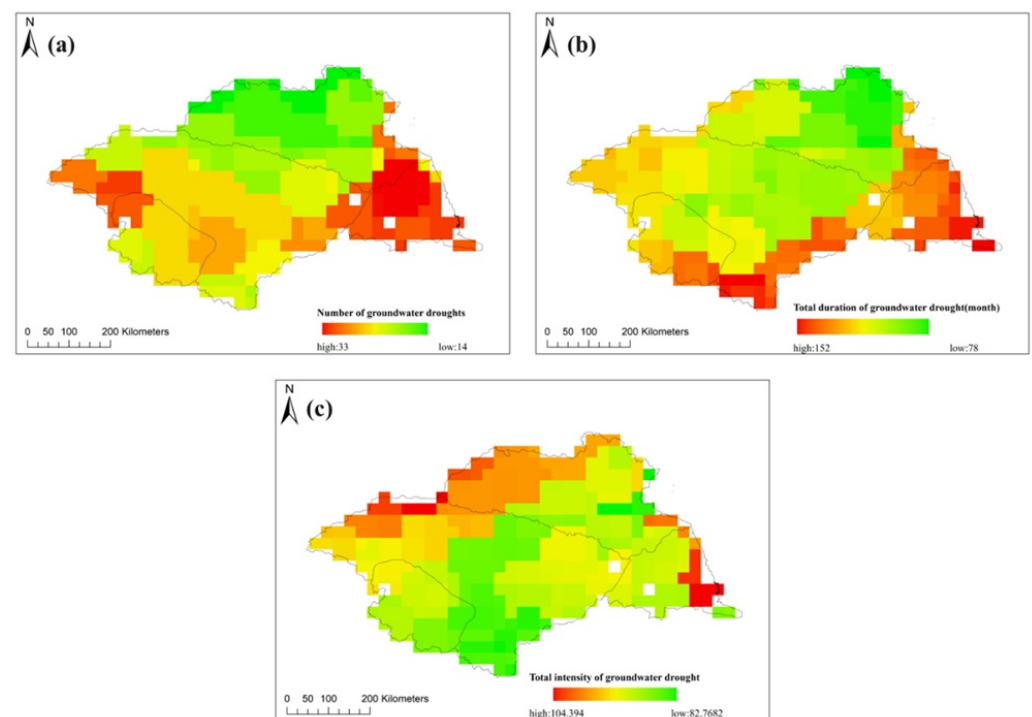 N
(a)
Number of groundwater droughts
0 50 100 200 Kilometers
high:33 low:14
N
(b)
Total duration of groundwater drought(month)
0 50 100 200 Kilometers
high:152 low:78
N
(c)
Total intensity of groundwater drought
0 50 100 200 Kilometers
high:104.394 low:82.7682